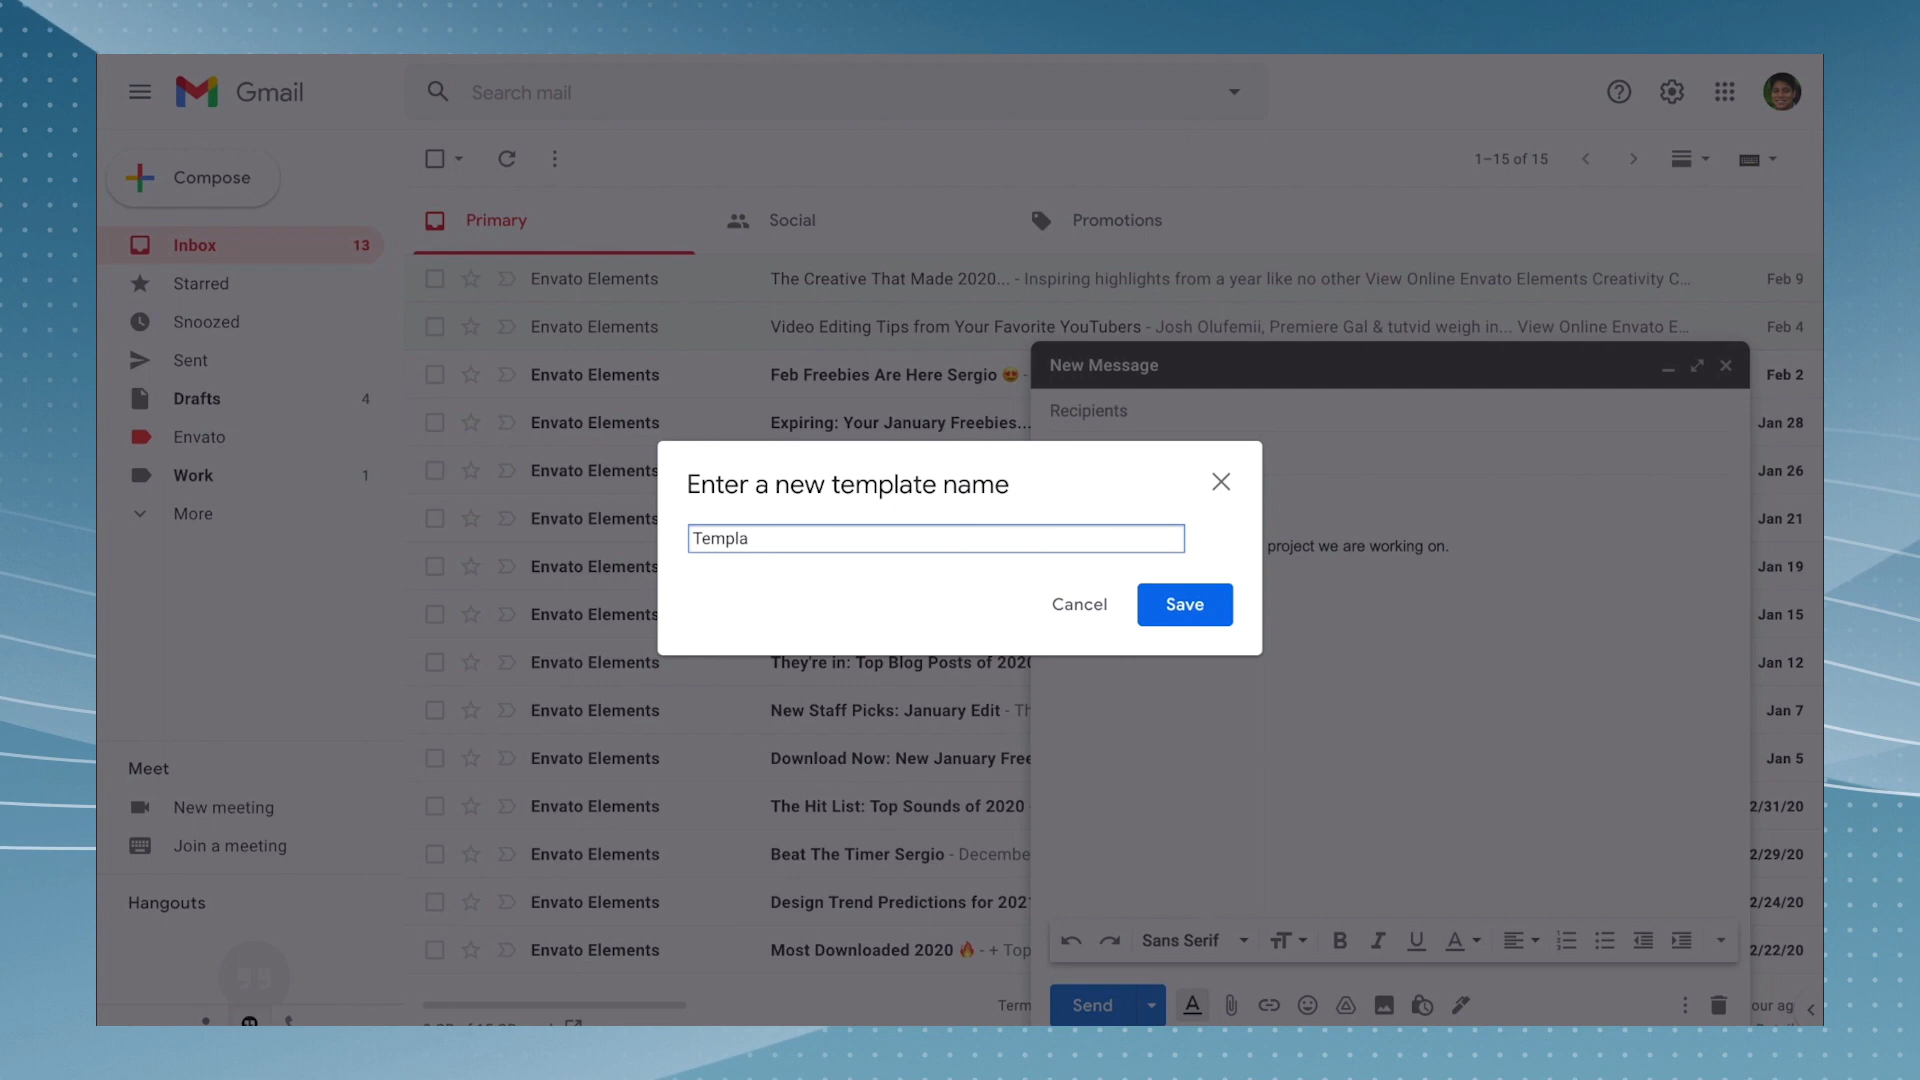 Gmail
Search mail
Compose
1–15 of 15
Primary
Social
Promotions
Inbox 13
Starred
Snoozed
Sent
Drafts 4
Envato
Work 1
More
Envato Elements The Creative That Made 2020... - Inspiring highlights from a year like no other View Online Envato Elements Creativity C... Feb 9
Envato Elements Video Editing Tips from Your Favorite YouTubers - Josh Olufemii, Premiere Gal & tutvid weigh in... View Online Envato E... Feb 4
Envato Elements Feb Freebies Are Here Sergio 😍 - Feb 2
Envato Elements Expiring: Your January Freebies... Jan 28
Envato Elements Jan 26
Envato Elements Jan 21
Envato Elements Jan 19
Envato Elements Jan 15
Envato Elements They're in: Top Blog Posts of 2020 Jan 12
Envato Elements New Staff Picks: January Edit - Th Jan 7
Envato Elements Download Now: New January Free Jan 5
Envato Elements The Hit List: Top Sounds of 2020 2/31/20
Envato Elements Beat The Timer Sergio - Decembe 2/29/20
Envato Elements Design Trend Predictions for 2021 2/24/20
Envato Elements Most Downloaded 2020 🔥 - + Top 2/22/20
New Message
Recipients
project we are working on.
Enter a new template name
Templa
Cancel
Save
Meet
New meeting
Join a meeting
Hangouts
Sans Serif
Send
Term
our ag